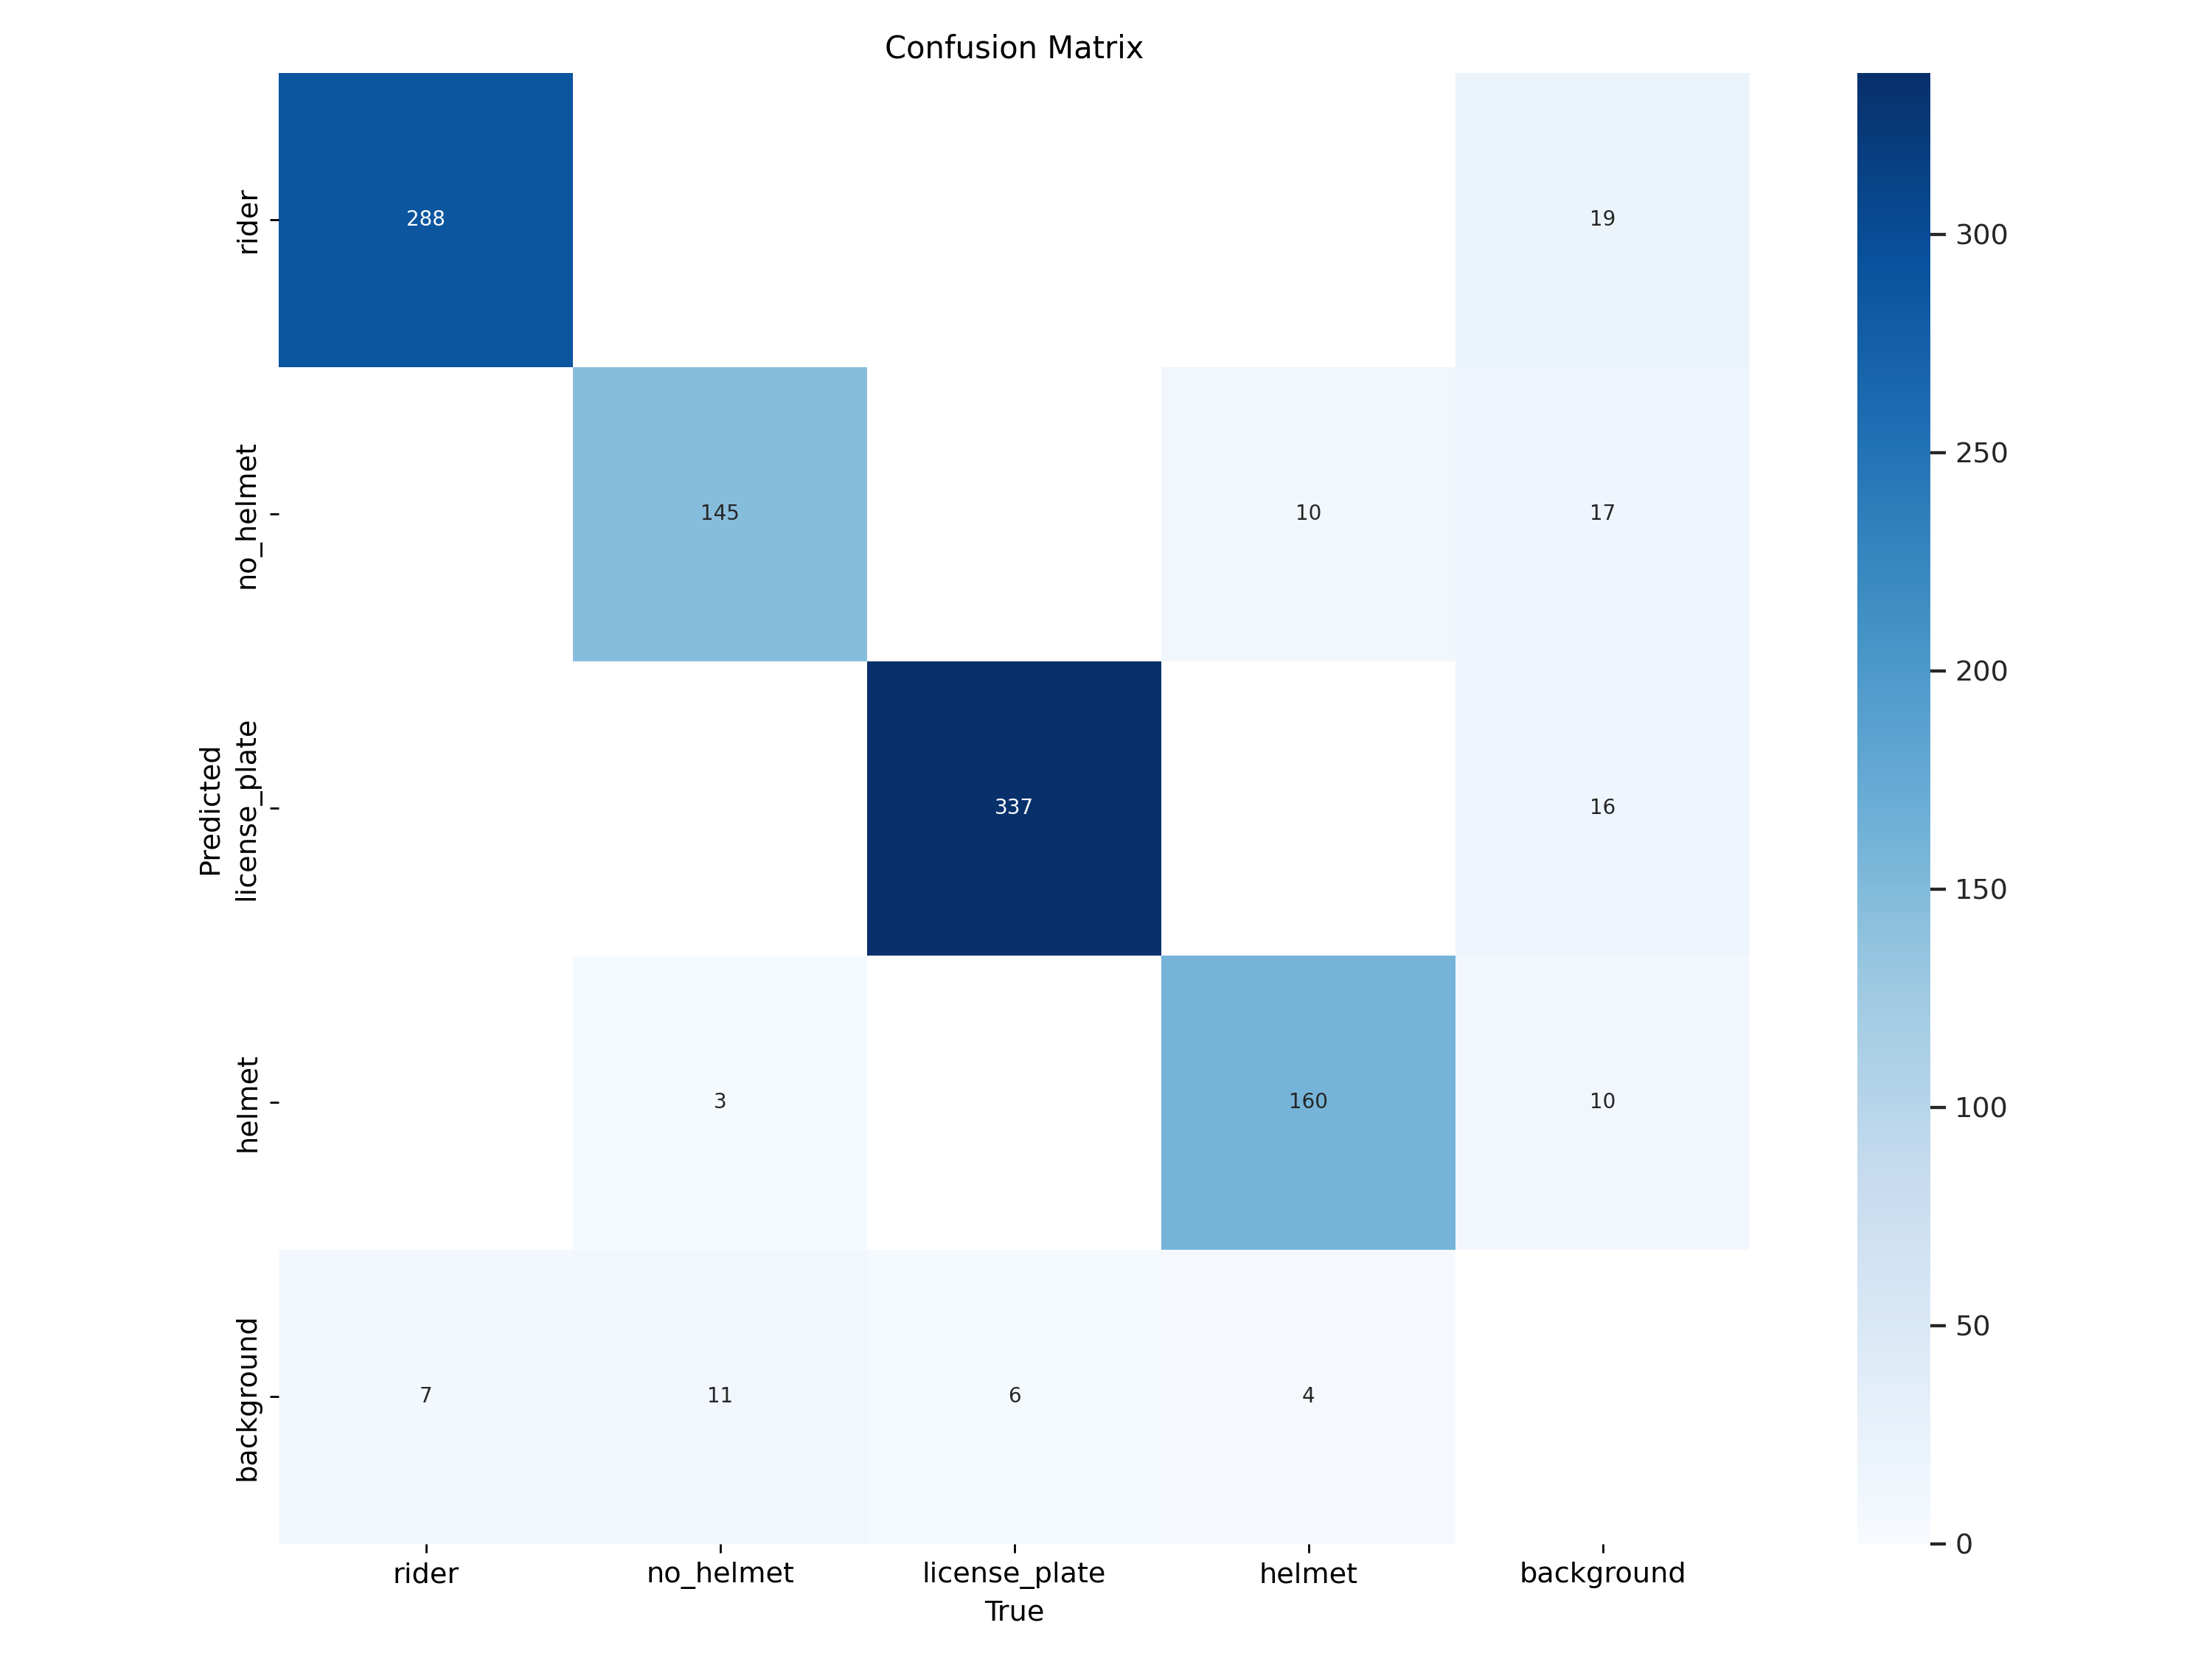 Confusion Matrix
rider
288
19
300
250
no_helmet
145
10
17
200
Predicted
license_plate
337
16
150
helmet
3
160
10
100
50
background
7
11
6
4
0
rider
no_helmet
license_plate
helmet
background
True